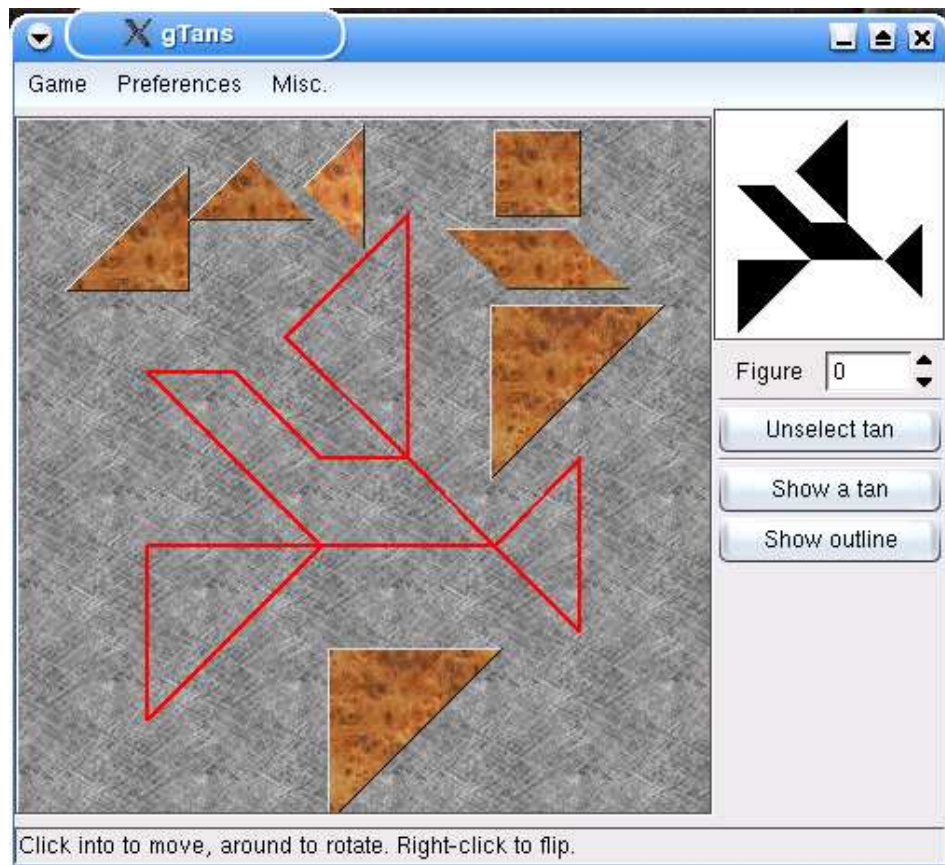 gTans
Game Preferences Misc.
Figure 0
Unselect tan
Show a tan
Show outline
Click into to move, around to rotate. Right-click to flip.